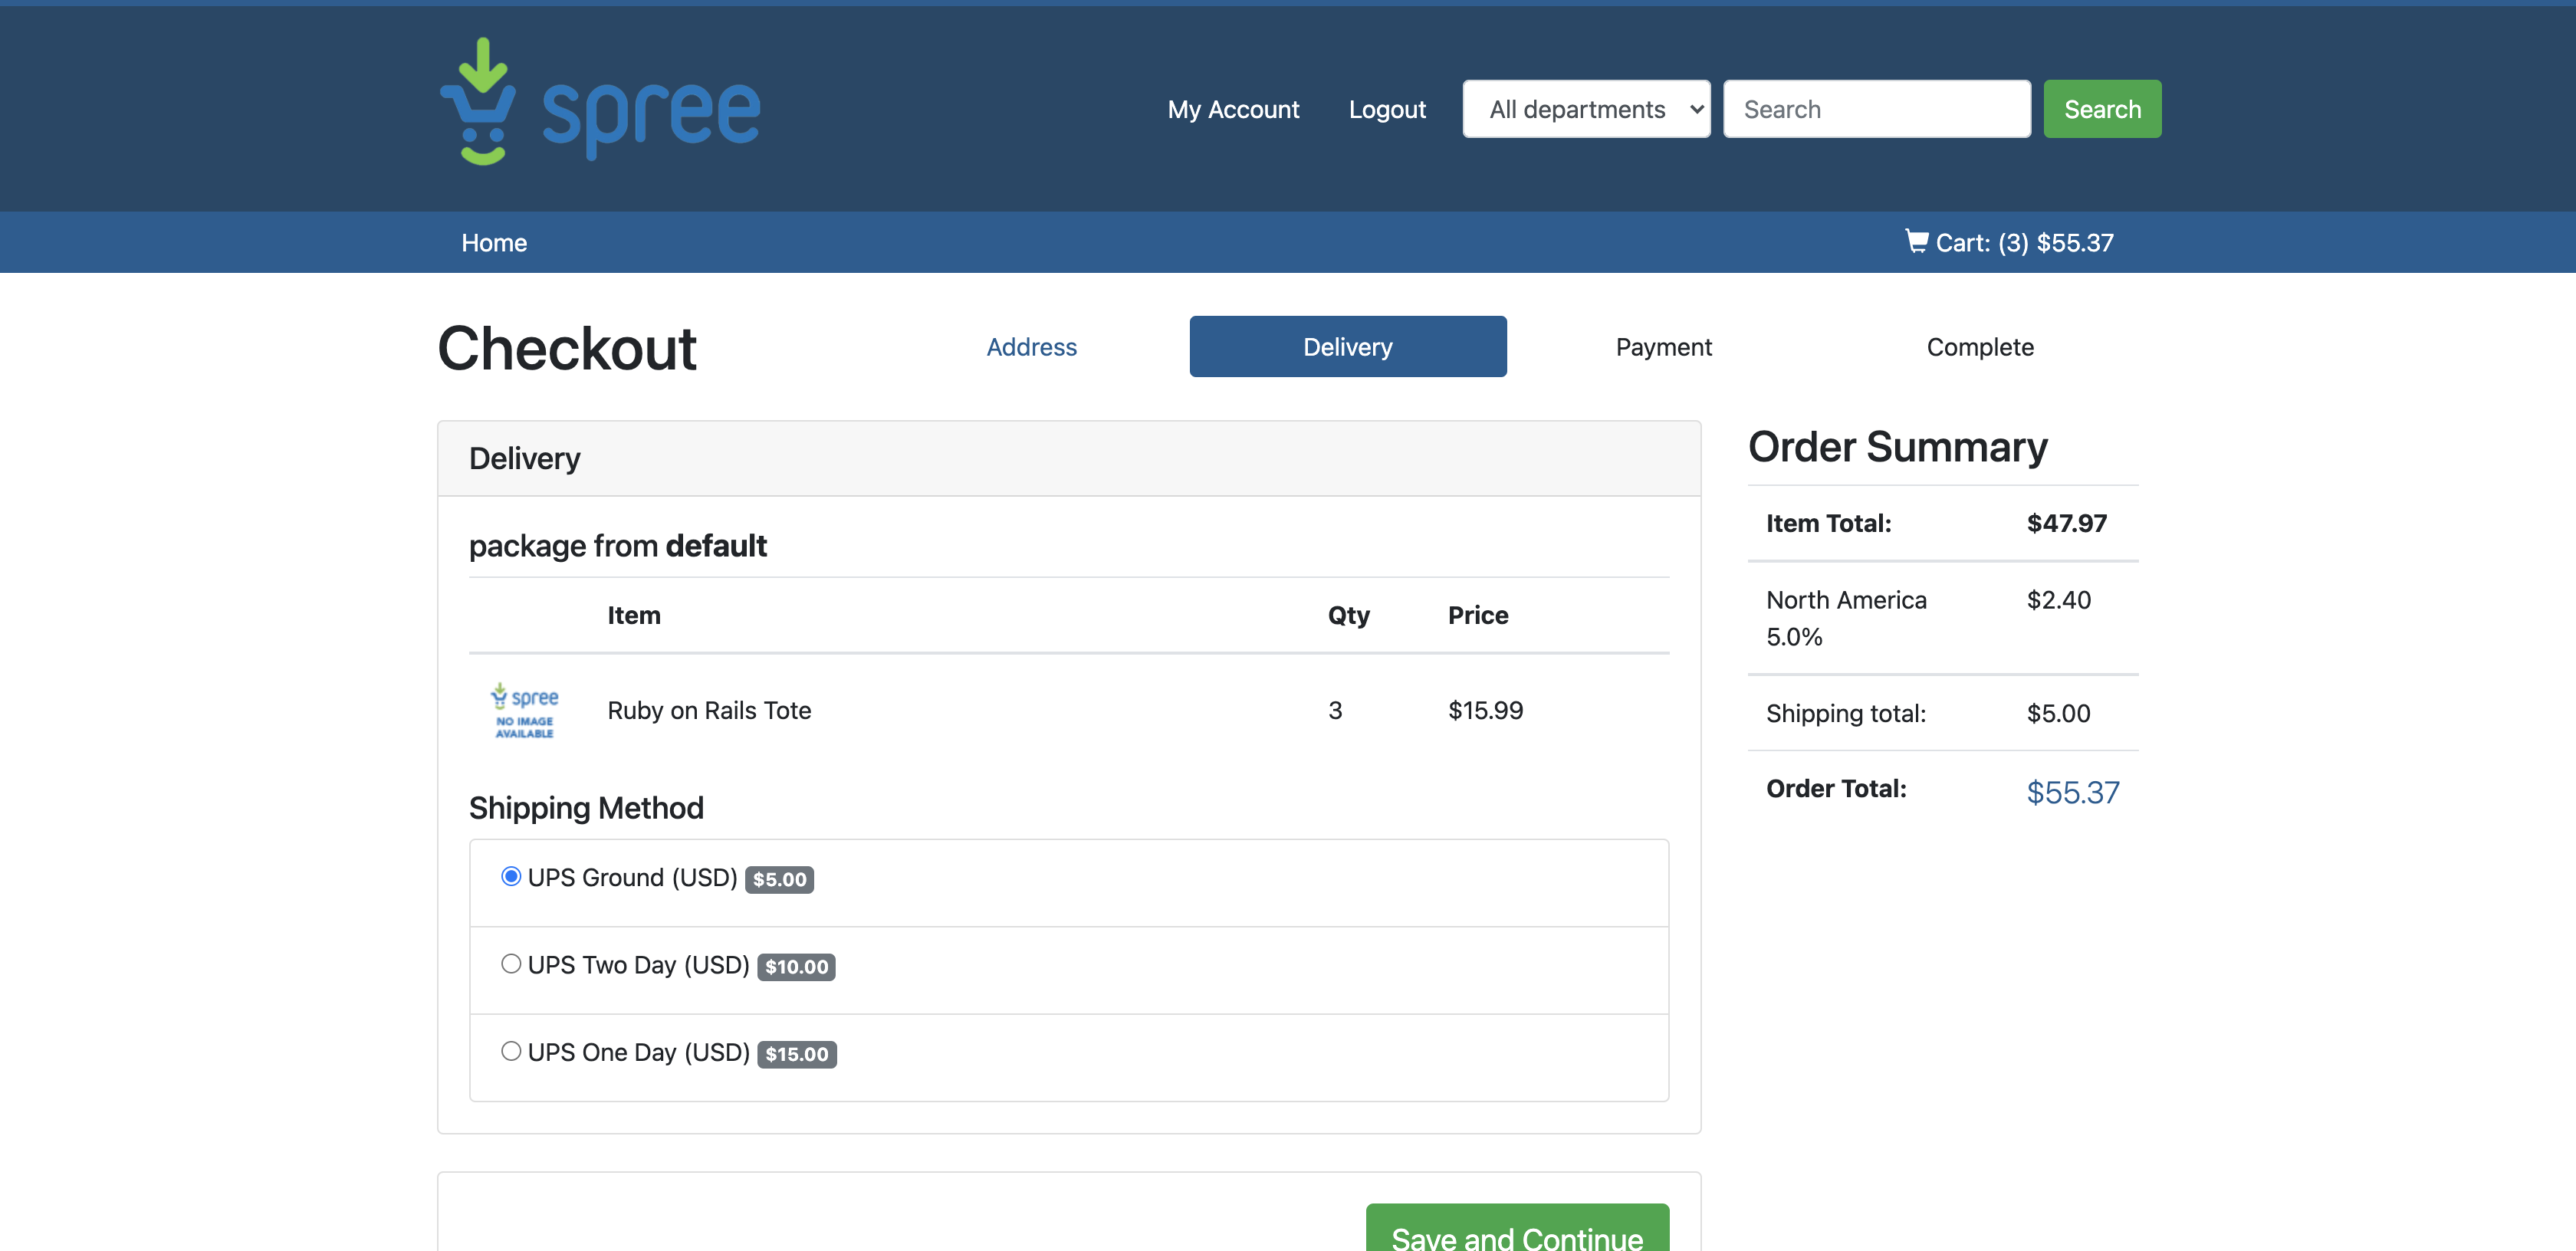 spree
My Account Logout All departments Search Search
Home Cart: (3) $55.37
Checkout Address Delivery Payment Complete
Delivery
package from default
Item Qty Price
spree
NO IMAGE
AVAILABLE
Ruby on Rails Tote 3 $15.99
Shipping Method
UPS Ground (USD) $5.00
UPS Two Day (USD) $10.00
UPS One Day (USD) $15.00
Save and Continue
Order Summary
Item Total: $47.97
North America $2.40
5.0%
Shipping total: $5.00
Order Total: $55.37